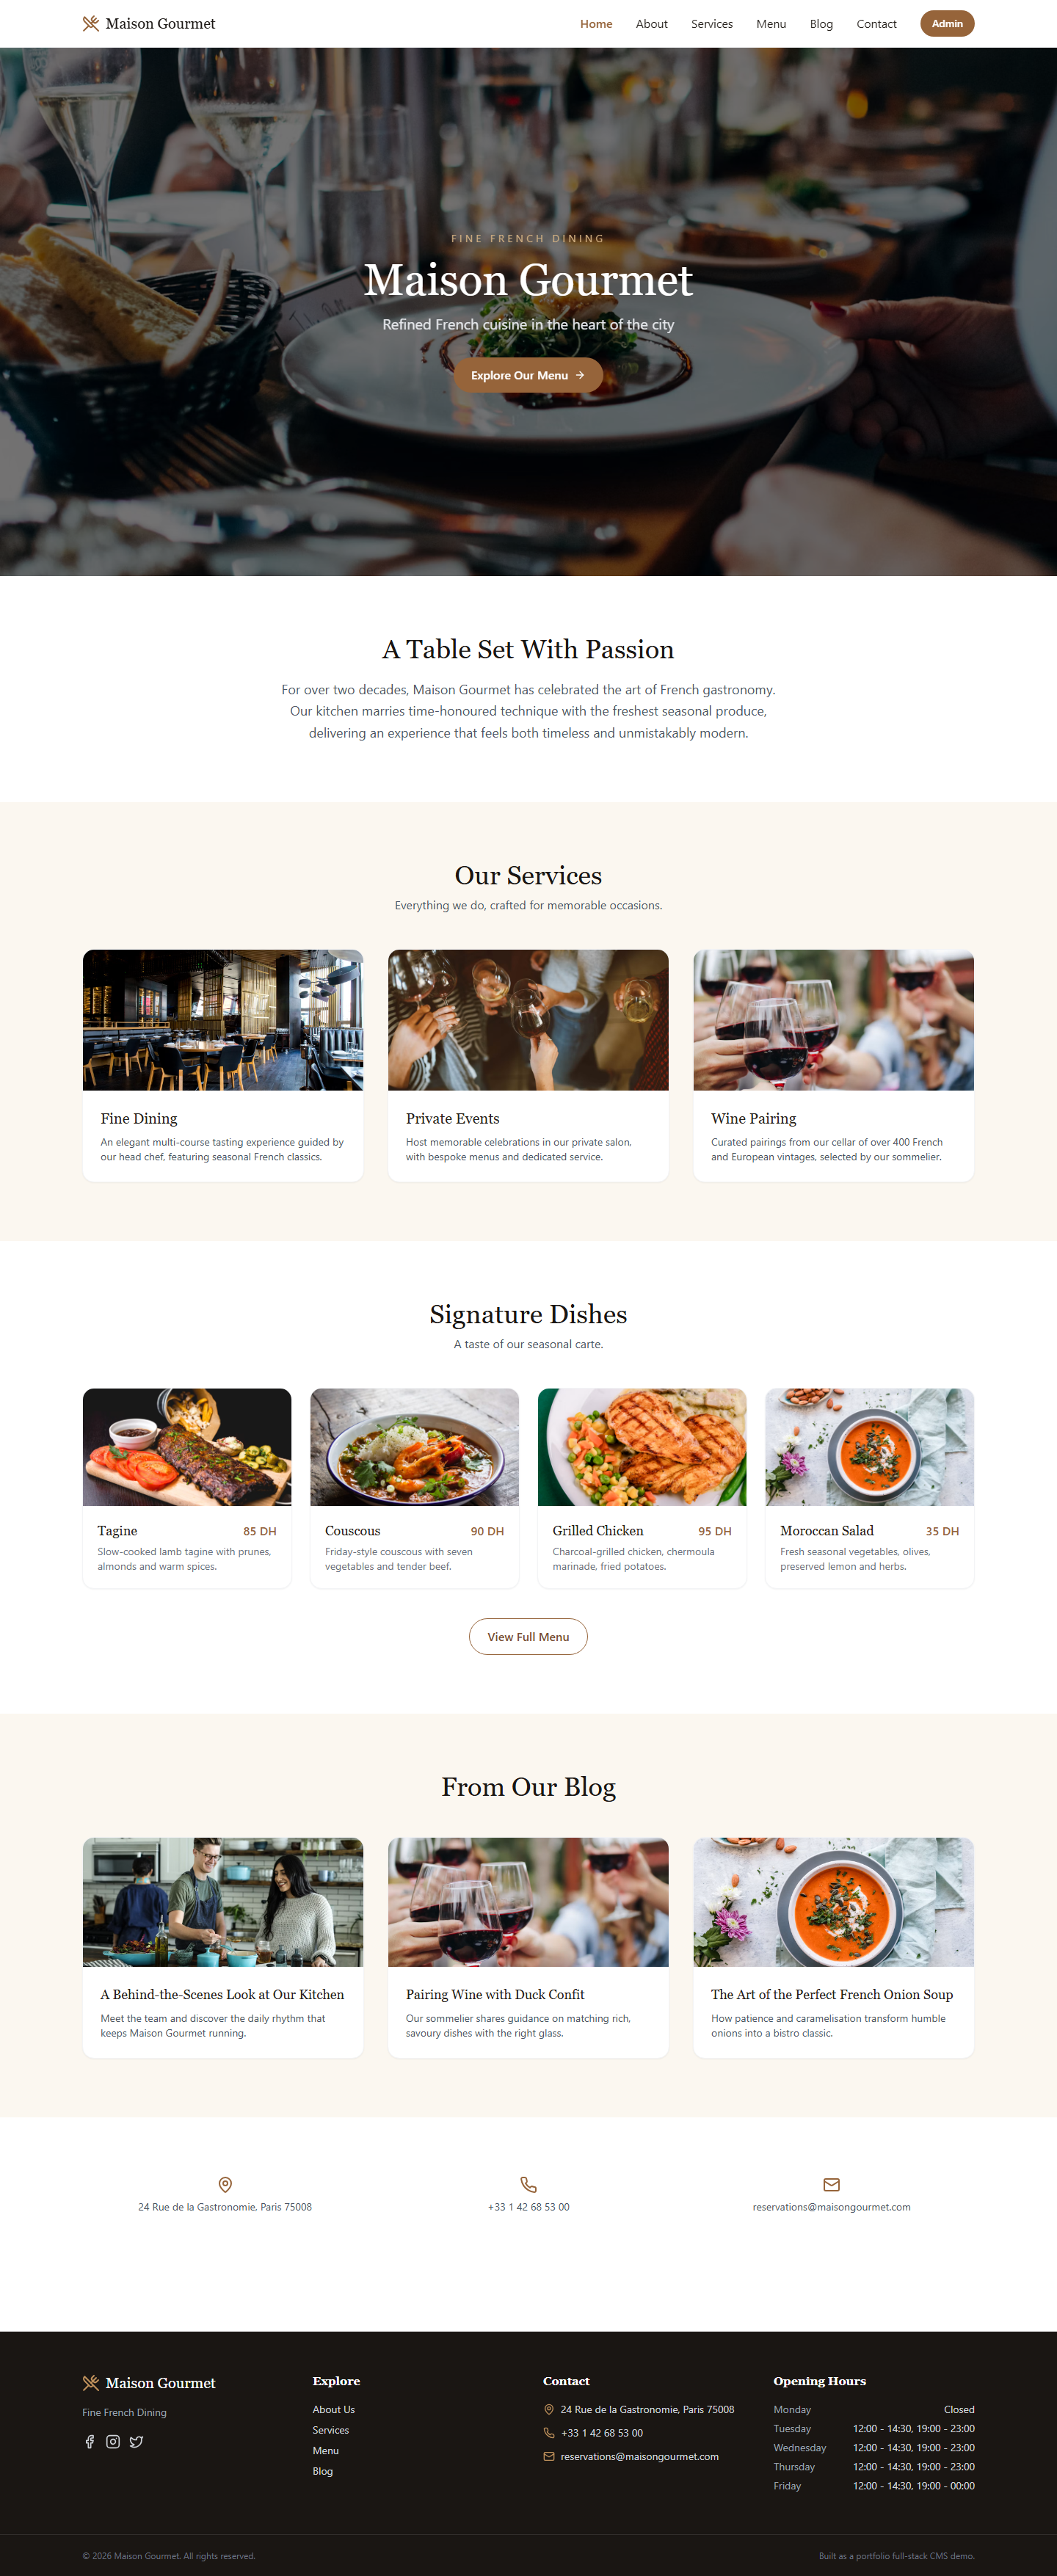 Maison Gourmet
Home About Services Menu Blog Contact Admin
FINE FRENCH DINING
Maison Gourmet
Refined French cuisine in the heart of the city
Explore Our Menu →
A Table Set With Passion
For over two decades, Maison Gourmet has celebrated the art of French gastronomy.
Our kitchen marries time-honoured technique with the freshest seasonal produce,
delivering an experience that feels both timeless and unmistakably modern.
Our Services
Everything we do, crafted for memorable occasions.
Fine Dining
An elegant multi-course tasting experience guided by
our head chef, featuring seasonal French classics.
Private Events
Host memorable celebrations in our private salon,
with bespoke menus and dedicated service.
Wine Pairing
Curated pairings from our cellar of over 400 French
and European vintages, selected by our sommelier.
Signature Dishes
A taste of our seasonal carte.
Tagine 85 DH
Slow-cooked lamb tagine with prunes,
almonds and warm spices.
Couscous 90 DH
Friday-style couscous with seven
vegetables and tender beef.
Grilled Chicken 95 DH
Charcoal-grilled chicken, chermoula
marinade, fried potatoes.
Moroccan Salad 35 DH
Fresh seasonal vegetables, olives,
preserved lemon and herbs.
View Full Menu
From Our Blog
A Behind-the-Scenes Look at Our Kitchen
Meet the team and discover the daily rhythm that
keeps Maison Gourmet running.
Pairing Wine with Duck Confit
Our sommelier shares guidance on matching rich,
savoury dishes with the right glass.
The Art of the Perfect French Onion Soup
How patience and caramelisation transform humble
onions into a bistro classic.
24 Rue de la Gastronomie, Paris 75008
+33 1 42 68 53 00
reservations@maisongourmet.com
Maison Gourmet
Fine French Dining
Explore
About Us
Services
Menu
Blog
Contact
24 Rue de la Gastronomie, Paris 75008
+33 1 42 68 53 00
reservations@maisongourmet.com
Opening Hours
Monday Closed
Tuesday 12:00 - 14:30, 19:00 - 23:00
Wednesday 12:00 - 14:30, 19:00 - 23:00
Thursday 12:00 - 14:30, 19:00 - 23:00
Friday 12:00 - 14:30, 19:00 - 00:00
© 2026 Maison Gourmet. All rights reserved.
Built as a portfolio full-stack CMS demo.